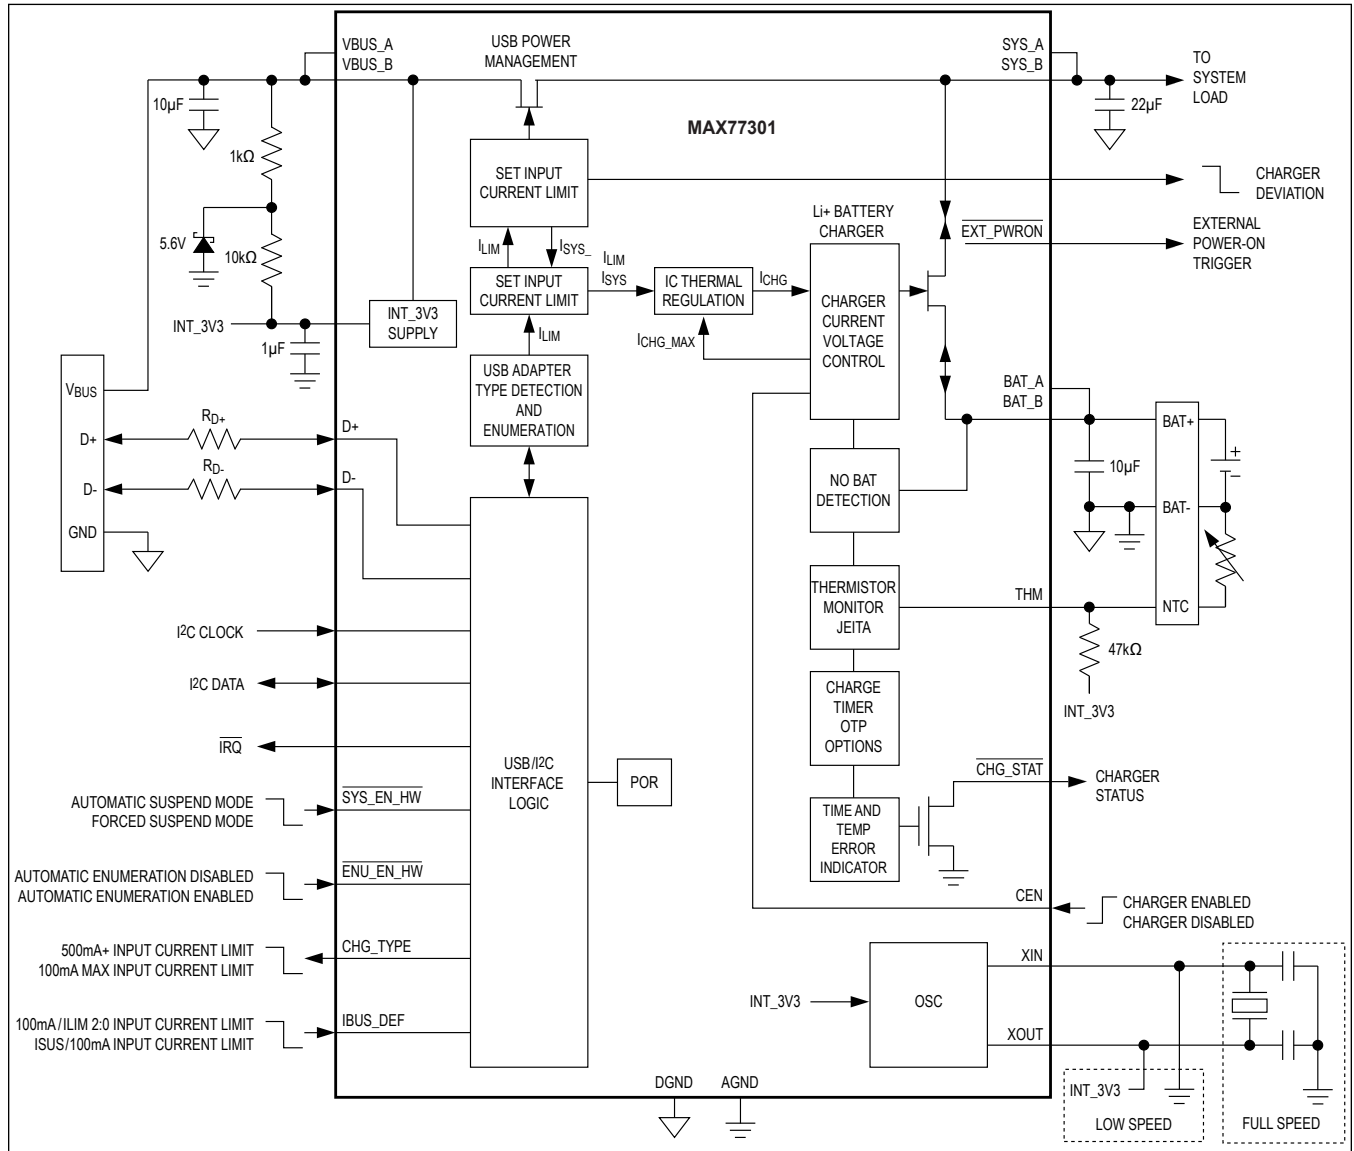 VBUS_A
VBUS_B
USB POWER
MANAGEMENT
SYS_A
SYS_B
TO
SYSTEM
LOAD
10µF
22µF
MAX77301
1kΩ
SET INPUT
CURRENT LIMIT
CHARGER
DEVIATION
Li+ BATTERY
CHARGER
EXT_PWRON
EXTERNAL
POWER-ON
TRIGGER
5.6V
10kΩ
ILIM
ISYS_
ILIM
ISYS
SET INPUT
CURRENT LIMIT
IC THERMAL
REGULATION
ICHG
CHARGER
CURRENT
VOLTAGE
CONTROL
INT_3V3
INT_3V3
SUPPLY
1µF
ILIM
ICHG_MAX
USB ADAPTER
TYPE DETECTION
AND
ENUMERATION
BAT_A
BAT_B
VBUS
D+
D-
GND
RD+
RD-
D+
D-
BAT+
BAT-
NTC
+
−
10µF
NO BAT
DETECTION
THERMISTOR
MONITOR
JEITA
THM
47kΩ
INT_3V3
I2C CLOCK
I2C DATA
IRQ
USB/I2C
INTERFACE
LOGIC
POR
CHARGE
TIMER
OTP
OPTIONS
CHG_STAT
CHARGER
STATUS
AUTOMATIC SUSPEND MODE
FORCED SUSPEND MODE
SYS_EN_HW
TIME AND
TEMP
ERROR
INDICATOR
AUTOMATIC ENUMERATION DISABLED
AUTOMATIC ENUMERATION ENABLED
ENU_EN_HW
CEN
CHARGER ENABLED
CHARGER DISABLED
500mA+ INPUT CURRENT LIMIT
100mA MAX INPUT CURRENT LIMIT
CHG_TYPE
INT_3V3
OSC
XIN
XOUT
100mA/ILIM 2:0 INPUT CURRENT LIMIT
ISUS/100mA INPUT CURRENT LIMIT
IBUS_DEF
DGND
AGND
INT_3V3
LOW SPEED
FULL SPEED